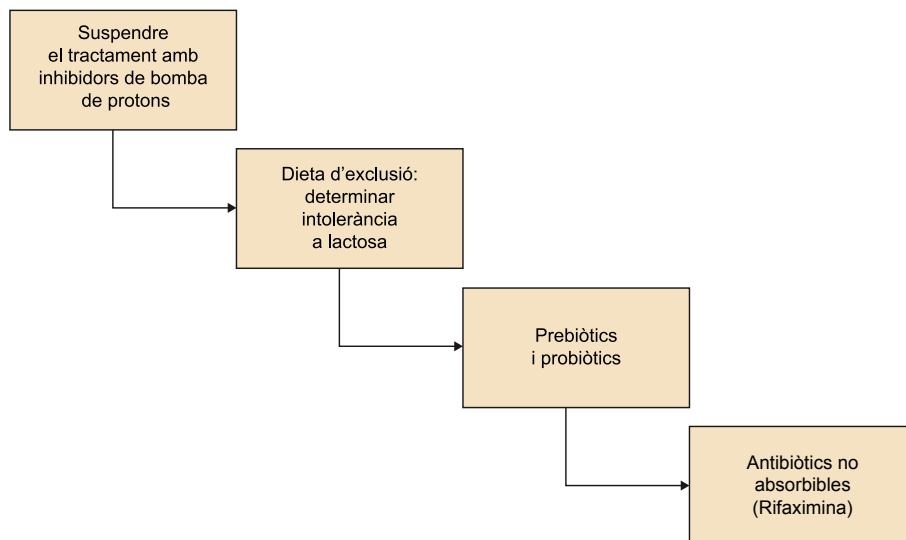 Suspendre
el tractament amb
inhibidors de bomba
de protons
Dieta d’exclusió:
determinar
intolerància
a lactosa
Prebiòtics
i probiòtics
Antibiòtics no
absorbibles
(Rifaximina)